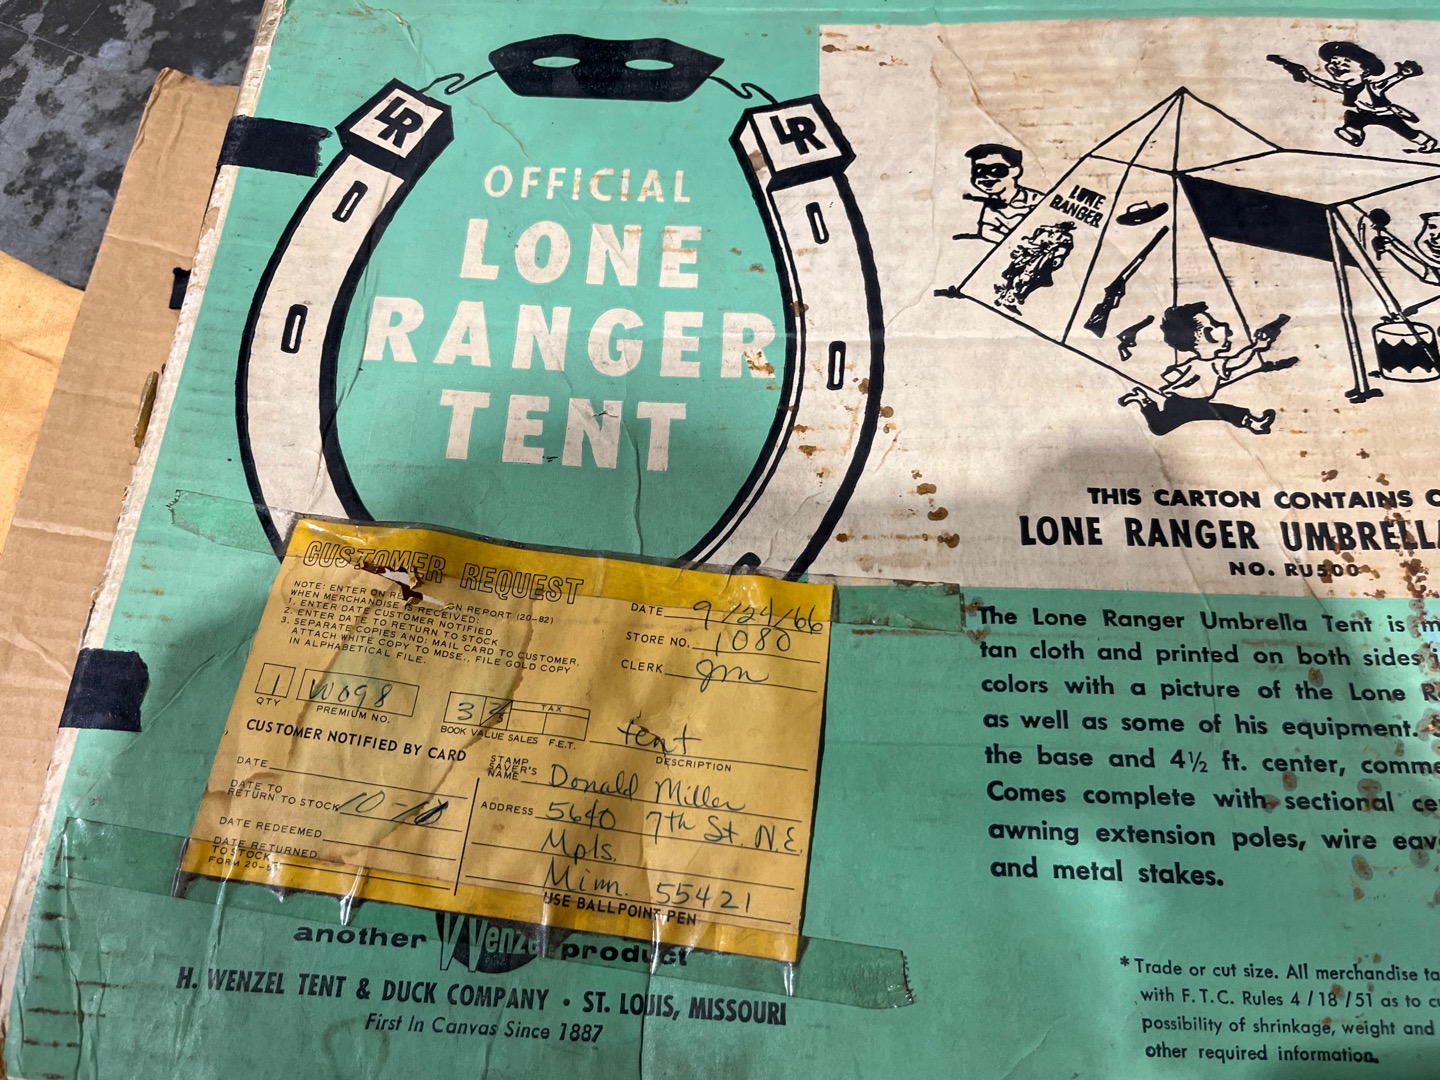 LR
LR
OFFICIAL
LONE
RANGER
TENT
LONE
RANGER
THIS CARTON CONTAINS
LONE RANGER UMBRELLA
NO. RU500
The Lone Ranger Umbrella Tent is
tan cloth and printed on both sides
colors with a picture of the Lone
as well as some of his equipment.
the base and 4½ ft. center,
Comes complete with sectional
awning extension poles, wire
and metal stakes.
* Trade or cut size. All merchandise
with F.T.C. Rules 4/18/51 as to
possibility of shrinkage, weight and
other required information.
CUSTOMER REQUEST
NOTE: ENTER ON REPORT (20-82)
WHEN MERCHANDISE IS RECEIVED:
1. ENTER DATE CUSTOMER NOTIFIED
2. ENTER DATE TO RETURN TO STOCK
3. SEPARATE COPIES AND: MAIL CARD TO CUSTOMER,
ATTACH WHITE COPY TO MDSE., FILE GOLD COPY
IN ALPHABETICAL FILE.
DATE 9/24/66
STORE NO. 1080
CLERK gm
1 W098
QTY PREMIUM NO.
3 TAX
BOOK VALUE SALES F.E.T.
tent
DESCRIPTION
CUSTOMER NOTIFIED BY CARD
DATE
DATE TO
RETURN TO STOCK 10-
DATE REDEEMED
DATE RETURNED
TO STOCK
FORM 20-
STAMP
SAVER'S
NAME Donald Miller
ADDRESS 5640 7th St. N.E.
Mpls.
Minn. 55421
USE BALLPOINT PEN
another Wenzel product
H. WENZEL TENT & DUCK COMPANY • ST. LOUIS, MISSOURI
First In Canvas Since 1887